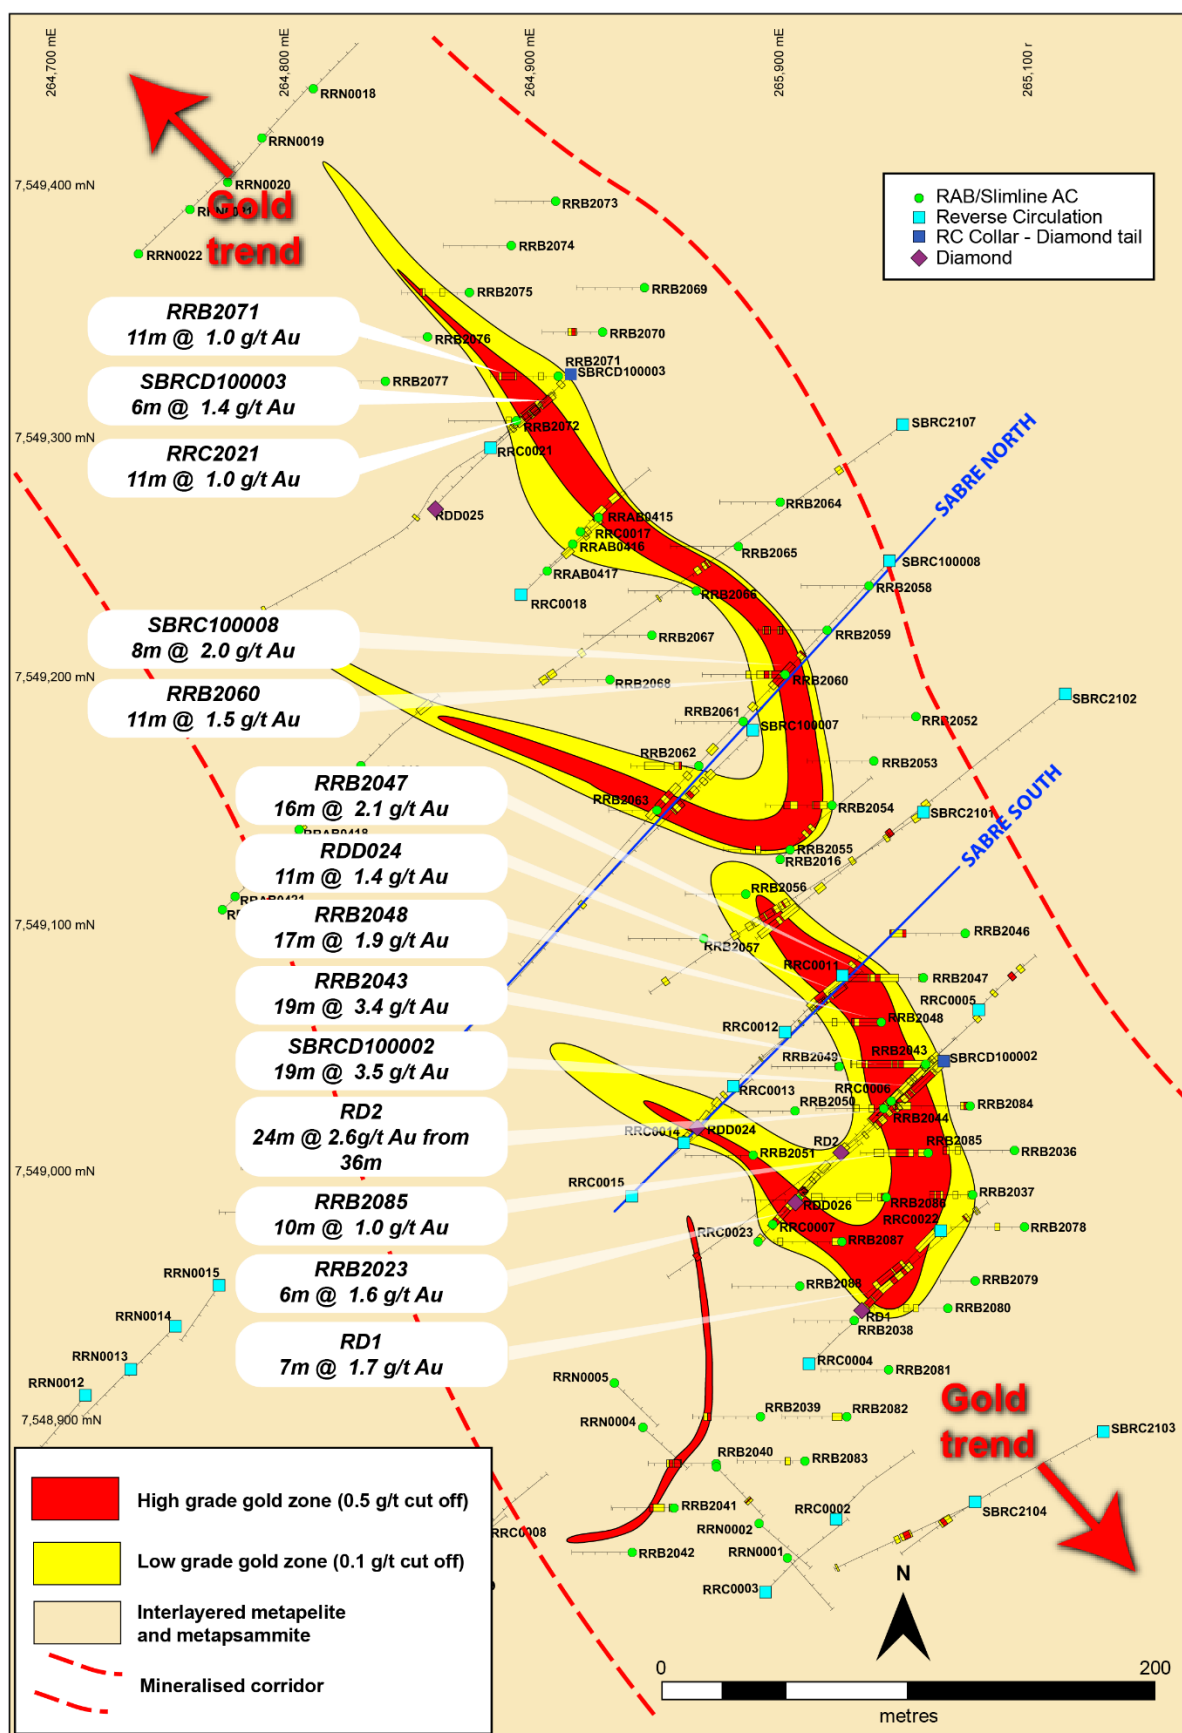 264,700 mE
264,800 mE
264,900 mE
265,900 mE
265,100 r
RRN0018
RRN0019
7,549,400 mN
RRN0020
Gold
trend
RRN0022
RRB2073
RRB2074
RAB/Slimline AC
Reverse Circulation
RC Collar - Diamond tail
Diamond
RRB2075
RRB2069
RRB2071
11m @ 1.0 g/t Au
RRB2076
RRB2070
RRB2071
SBRCD100003
SBRCD100003
6m @ 1.4 g/t Au
RRB2077
7,549,300 mN
RRB2072
SBRC2107
RRC2021
11m @ 1.0 g/t Au
RRC0021
SABRE NORTH
RDD025
RRB2064
RRAB0415
RRC0017
RRAB0416
RRB2065
SBRC100008
RRAB0417
RRB2058
RRC0018
RRB2066
SBRC100008
8m @ 2.0 g/t Au
RRB2067
RRB2059
7,549,200 mN
RRB2068
RRB2060
RRB2060
11m @ 1.5 g/t Au
SBRC2102
RRB2061
SBRC100007
RRB2052
RRB2062
RRB2053
SABRE SOUTH
RRB2047
16m @ 2.1 g/t Au
RRB2063
RRB2054
SBRC2101
RRAB0418
RDD024
11m @ 1.4 g/t Au
RRB2055
RRB2016
RRB2056
RRAB0421
7,549,100 mN
RRB2048
17m @ 1.9 g/t Au
RRB2057
RRB2046
RRC0011
RRB2047
RRB2043
19m @ 3.4 g/t Au
RRC0005
RRC0012
RRB2048
SBRCD100002
19m @ 3.5 g/t Au
RRB2049
RRB2043
SBRCD100002
RRC0013
RRC0006
RRB2050
RRB2084
RRB2044
RD2
24m @ 2.6g/t Au from
36m
RRC0014
RDD024
RD2
RRB2085
RRB2036
7,549,000 mN
RRB2051
RRC0015
RRB2085
10m @ 1.0 g/t Au
RDD026
RRB2086
RRB2037
RRC0007
RRC0022
RRB2078
RRC0023
RRB2087
RRB2023
6m @ 1.6 g/t Au
RRN0015
RRB2088
RRB2079
RRN0014
RD1
RRB2080
RRB2038
RD1
7m @ 1.7 g/t Au
RRN0013
RRC0004
RRB2081
RRN0012
RRN0005
Gold
trend
7,548,900 mN
RRN0004
RRB2039
RRB2082
SBRC2103
RRB2040
RRB2083
RRB2041
RRC0002
SBRC2104
RRC0008
RRN0002
RRB2042
RRN0001
RRC0003
High grade gold zone (0.5 g/t cut off)
Low grade gold zone (0.1 g/t cut off)
Interlayered metapelite
and metapsammite
Mineralised corridor
N
0
200
metres